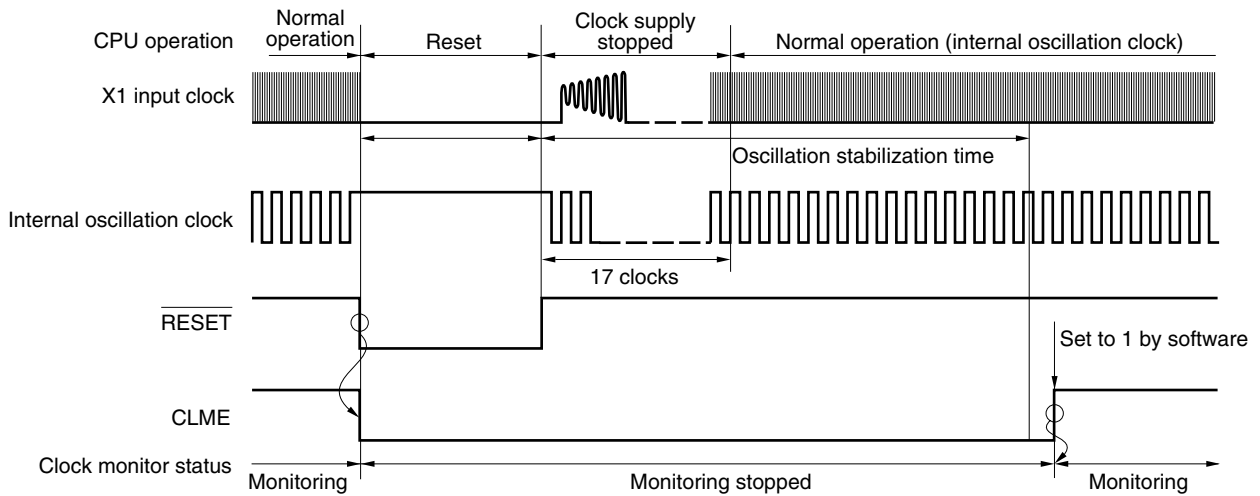 Normal
operation
Clock supply
stopped
CPU operation
Reset
Normal operation (internal oscillation clock)
X1 input clock
Oscillation stabilization time
Internal oscillation clock
17 clocks
RESET
Set to 1 by software
CLME
Clock monitor status
Monitoring
Monitoring stopped
Monitoring